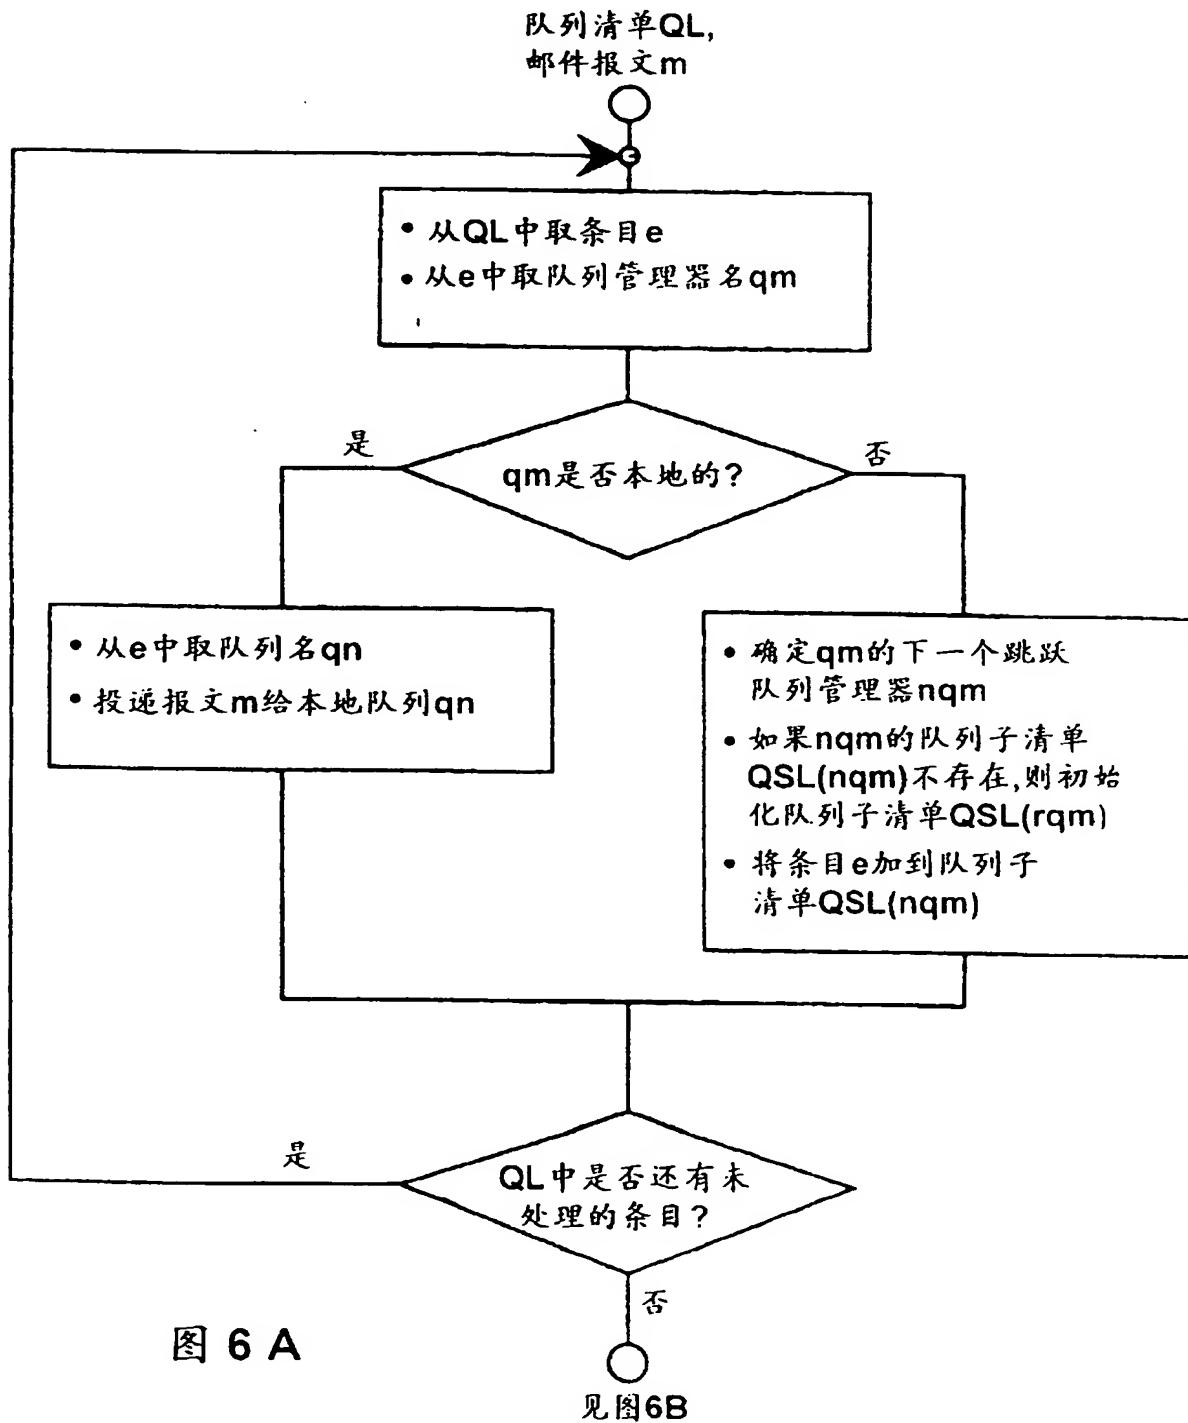 队列清单QL,
邮件报文m
• 从QL中取条目e
• 从e中取队列管理器名qm
是
qm是否本地的?
否
• 从e中取队列名qn
• 投递报文m给本地队列qn
• 确定qm的下一个跳跃
队列管理器nqm
• 如果nqm的队列子清单
QSL(nqm)不存在,则初始
化队列子清单QSL(rqm)
• 将条目e加到队列子
清单QSL(nqm)
是
QL中是否还有未
处理的条目?
否
图 6 A
见图6B